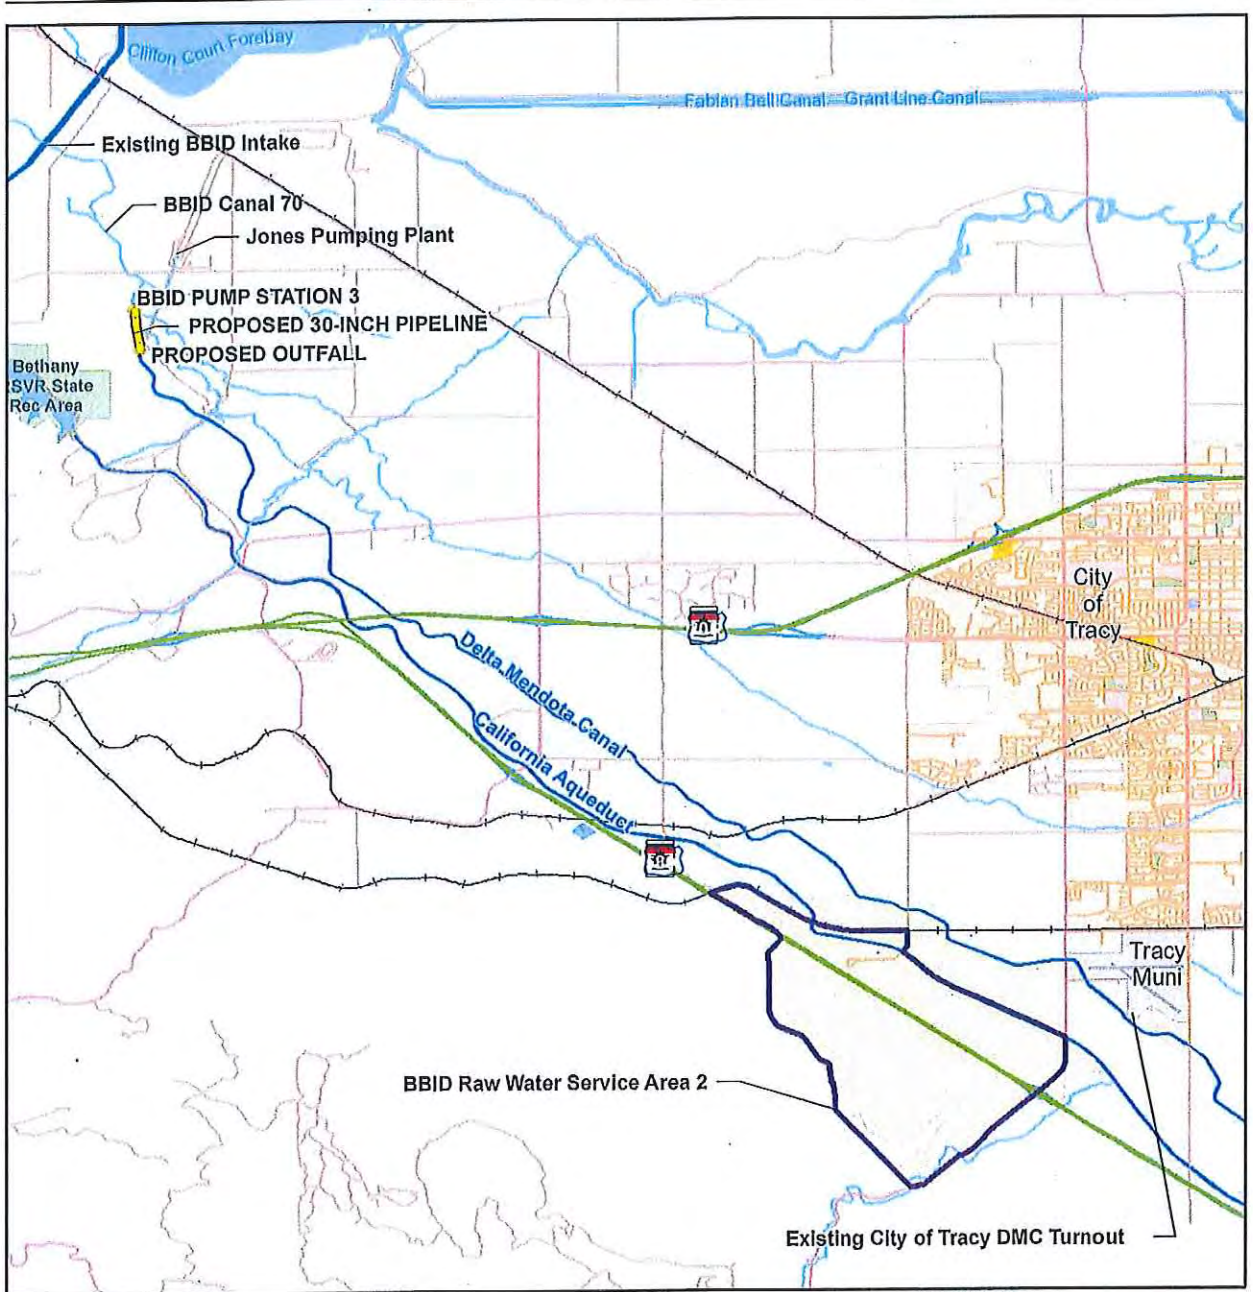 Clifton Court Forebay
Fabian Bell Canal
Grant Line Canal
Existing BBID Intake
BBID Canal 70
Jones Pumping Plant
BBID PUMP STATION 3
PROPOSED 30-INCH PIPELINE
PROPOSED OUTFALL
Bethany
RSVR State
Rec Area
City
of
Tracy
Delta Mendota Canal
California Aqueduct
Tracy
Muni
BBID Raw Water Service Area 2
Existing City of Tracy DMC Turnout